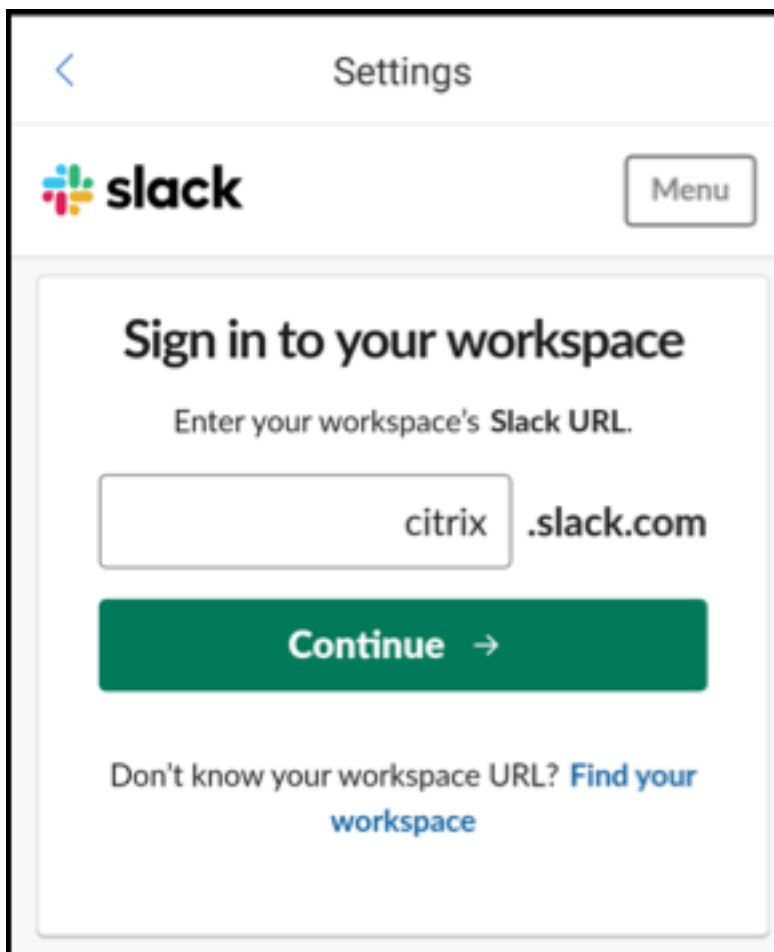 Settings
slack
Menu
Sign in to your workspace
Enter your workspace's Slack URL.
citrix .slack.com
Continue →
Don't know your workspace URL? Find your
workspace